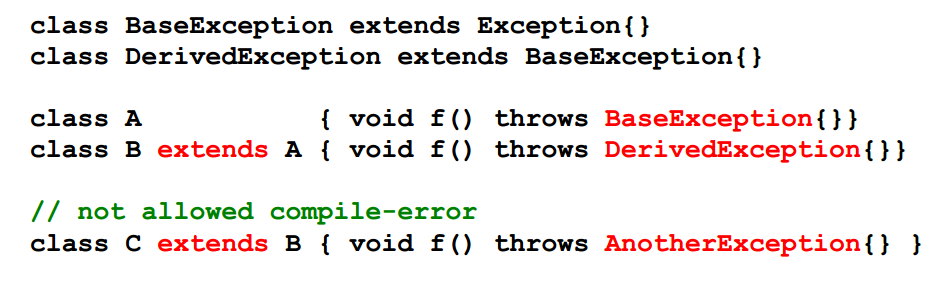 class BaseException extends Exception{}
class DerivedException extends BaseException{}
class A { void f() throws BaseException{}}
class B extends A { void f() throws DerivedException{}}
// not allowed compile-error
class C extends B { void f() throws AnotherException{} }